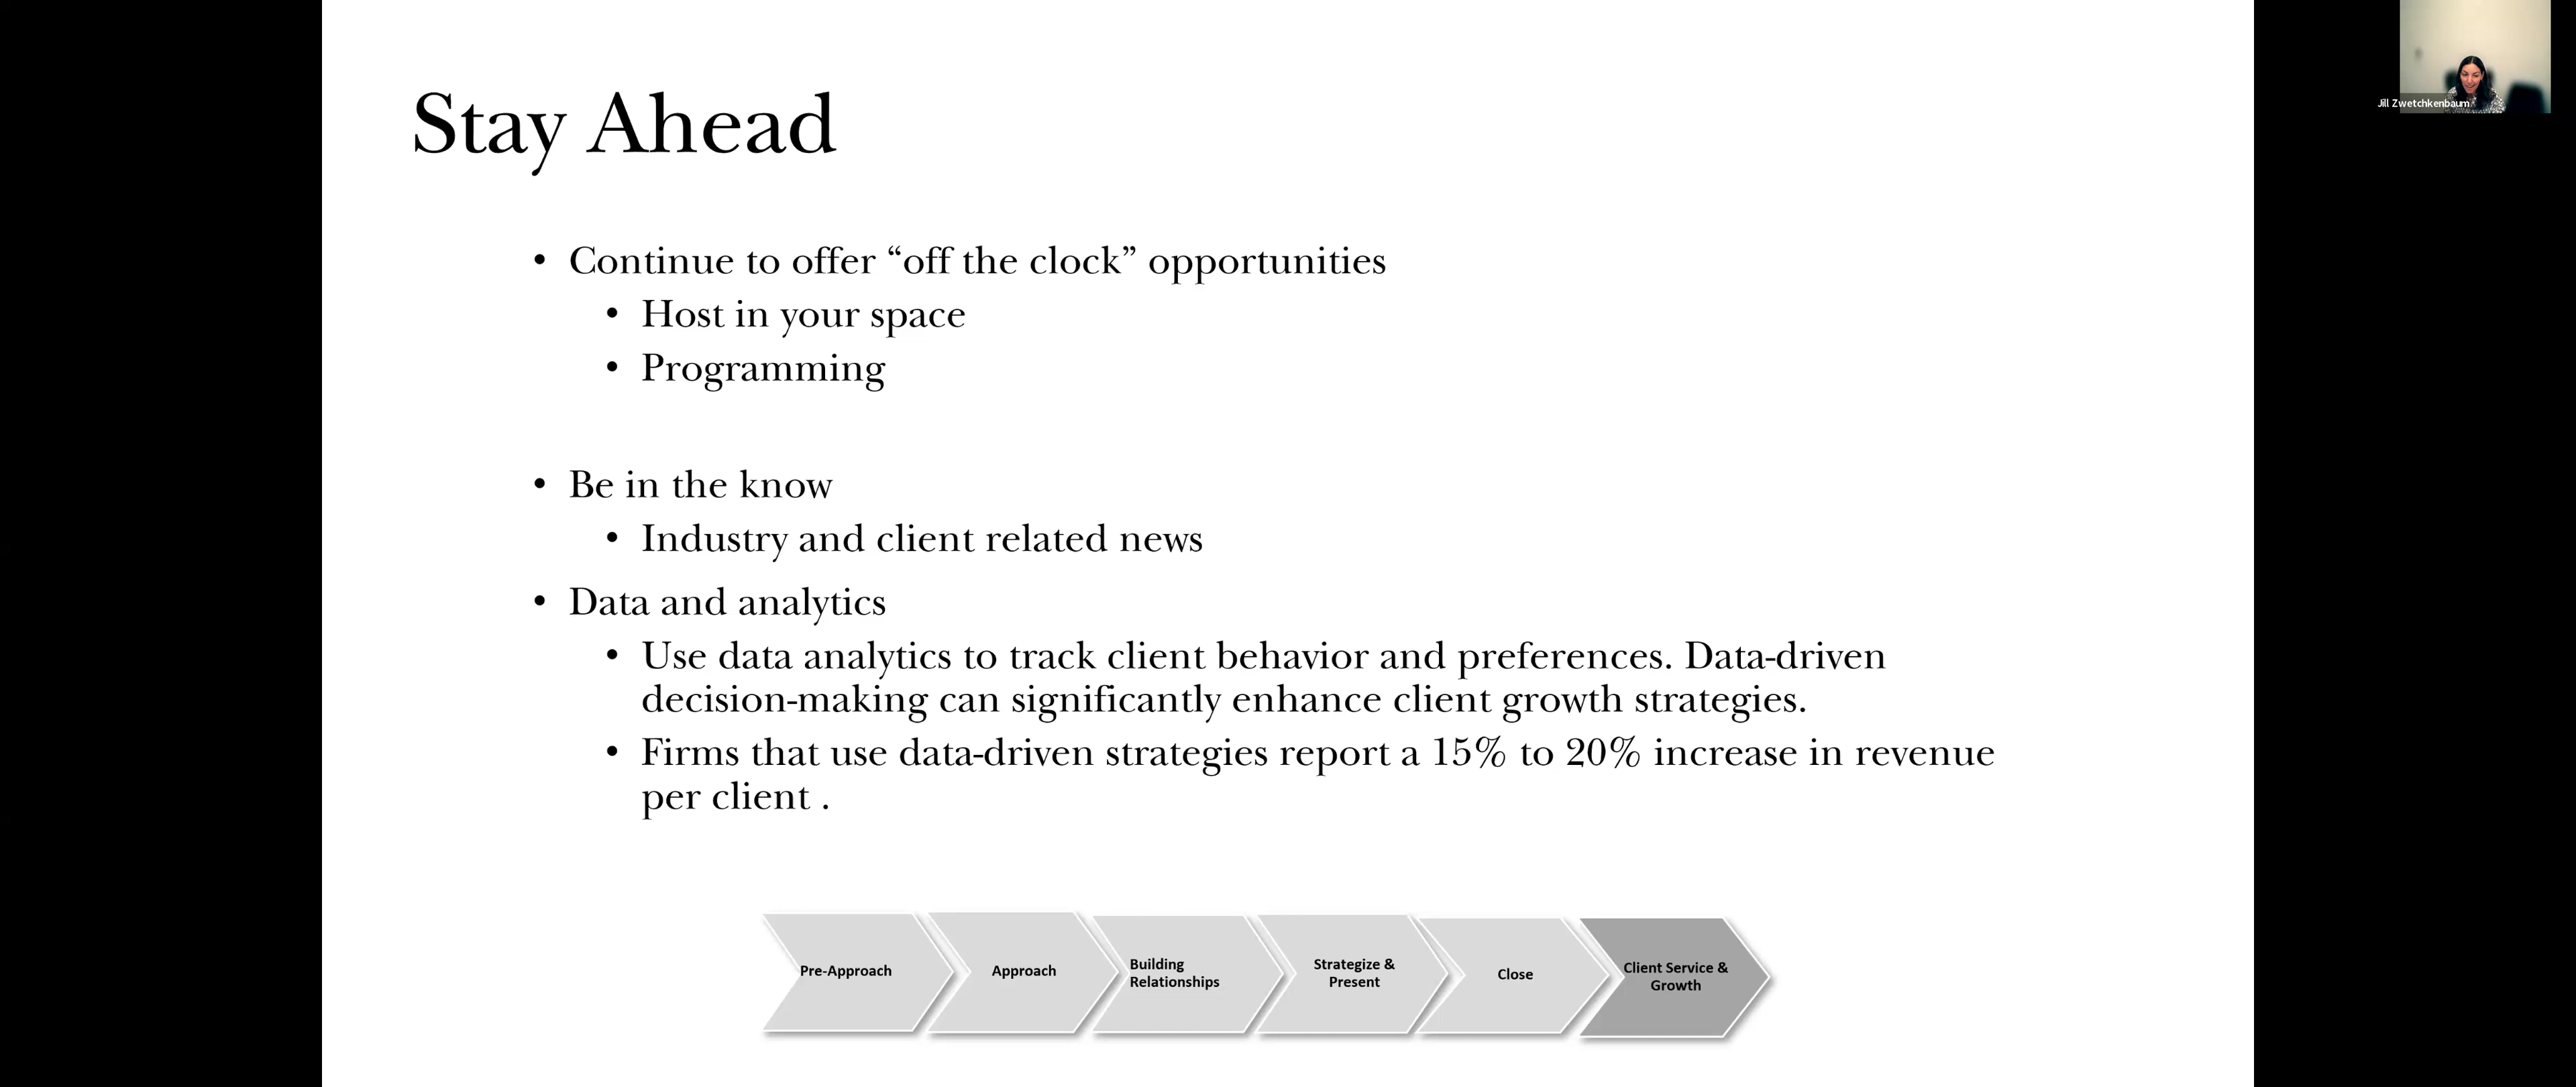 Stay Ahead
Jill Zwetchkenbaum
• Continue to offer “off the clock” opportunities
• Host in your space
• Programming
• Be in the know
• Industry and client related news
• Data and analytics
• Use data analytics to track client behavior and preferences. Data-driven
decision-making can significantly enhance client growth strategies.
• Firms that use data-driven strategies report a 15% to 20% increase in revenue
per client .
Pre-Approach
Approach
Building
Relationships
Strategize &
Present
Close
Client Service &
Growth